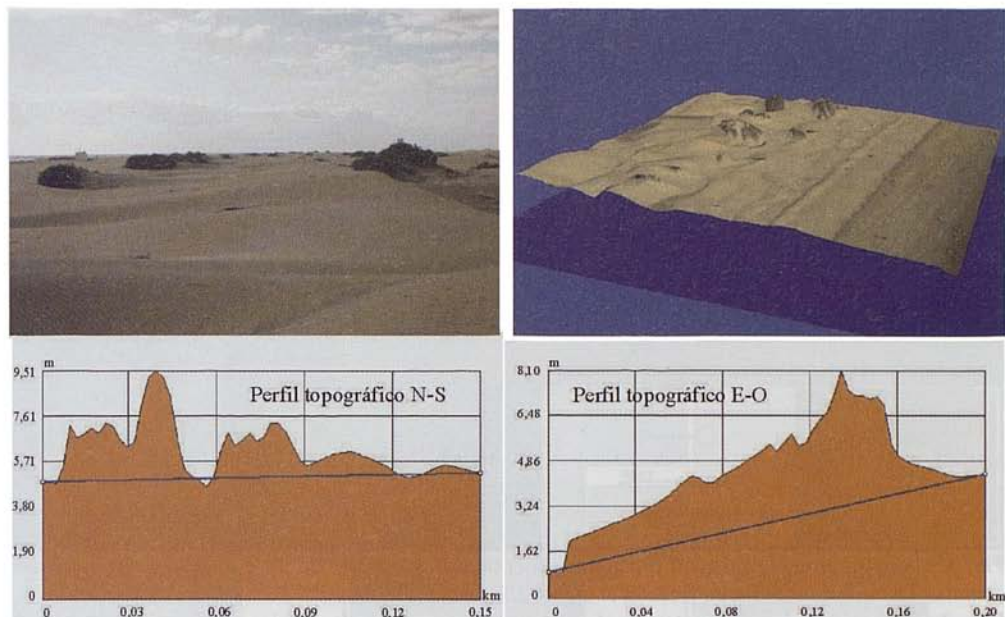 m
9,51
Perfil topográfico N-S
7,61
5,71
3,80
1,90
0
0 0,03 0,06 0,09 0,12 0,15
km
m
8,10
Perfil topográfico E-O
6,48
4,86
3,24
1,62
0
0 0,04 0,08 0,12 0,16 0,20
km